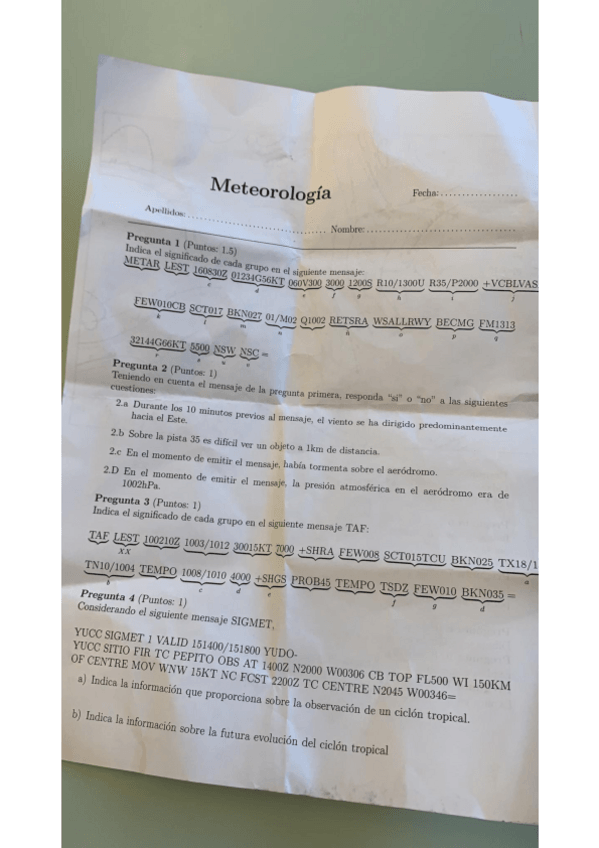 Meteorología
Fecha:
Apellidos:
Nombre:
Pregunta 1 (Puntos: 1.5)
Indica el significado de cada grupo en el siguiente mensaje:
METAR LEST 160830Z 01234G56KT 060V300 3000 1200S R10/1300U R35/P2000 +VCBLVAS
c d e f g h i j
FEW010CB SCT017 BKN027 01/M02 Q1002 RETSRA WSALLRWY BECMG FM1313
k l m n ñ o p q
32144G66KT 5500 NSW NSC =
r s u v
Pregunta 2 (Puntos: 1)
Teniendo en cuenta el mensaje de la pregunta primera, responda "si" o "no" a las siguientes
cuestiones:
2.a Durante los 10 minutos previos al mensaje, el viento se ha dirigido predominantemente
hacia el Este.
2.b Sobre la pista 35 es difícil ver un objeto a 1km de distancia.
2.c En el momento de emitir el mensaje, había tormenta sobre el aeródromo.
2.D En el momento de emitir el mensaje, la presión atmosférica en el aeródromo era de
1002hPa.
Pregunta 3 (Puntos: 1)
Indica el significado de cada grupo en el siguiente mensaje TAF:
TAF LEST 100210Z 1003/1012 30015KT 7000 +SHRA FEW008 SCT015TCU BKN025 TX18/1
XX a
TN10/1004 TEMPO 1008/1010 4000 +SHGS PROB45 TEMPO TSDZ FEW010 BKN035 =
b c d e f g d
Pregunta 4 (Puntos: 1)
Considerando el siguiente mensaje SIGMET,
YUCC SIGMET 1 VALID 151400/151800 YUDO-
YUCC SITIO FIR TC PEPITO OBS AT 1400Z N2000 W00306 CB TOP FL500 WI 150KM
OF CENTRE MOV WNW 15KT NC FCST 2200Z TC CENTRE N2045 W00346=
a) Indica la información que proporciona sobre la observación de un ciclón tropical.
b) Indica la información sobre la futura evolución del ciclón tropical